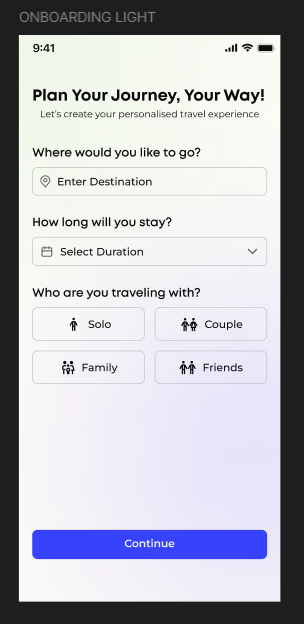 ONBOARDING LIGHT
9:41
Plan Your Journey, Your Way!
Let's create your personalised travel experience
Where would you like to go?
Enter Destination
How long will you stay?
Select Duration
Who are you traveling with?
Solo
Couple
Family
Friends
Continue